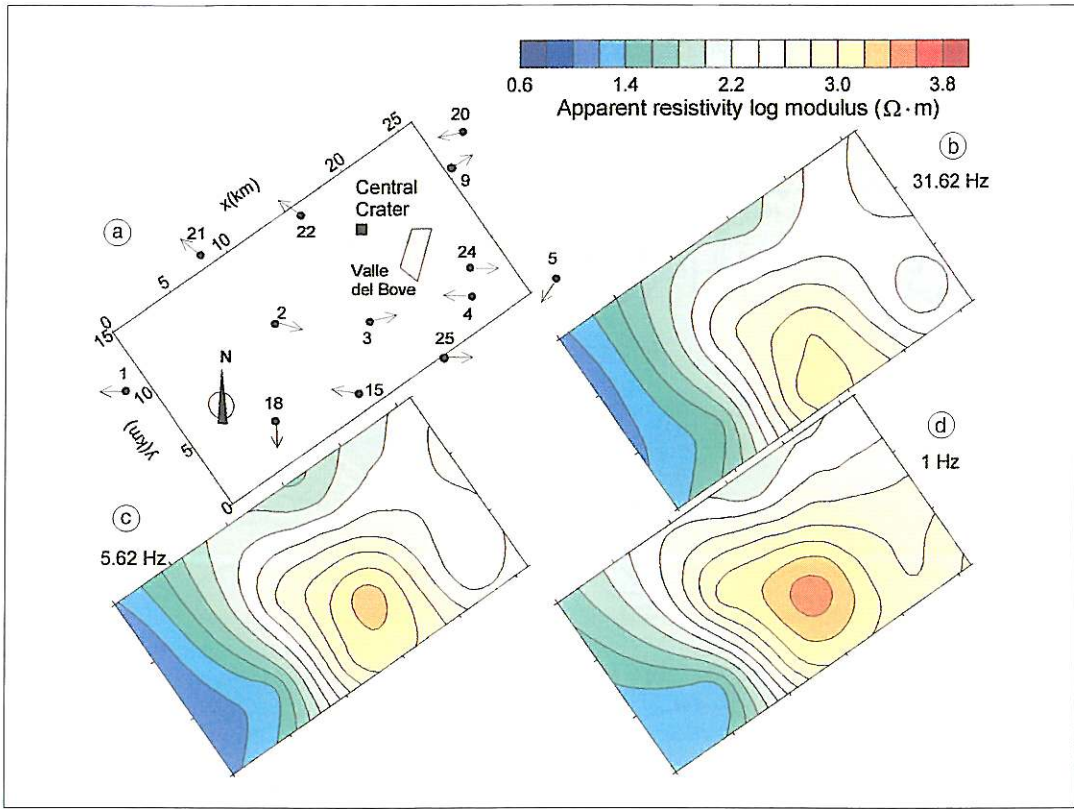 0.6 1.4 2.2 3.0 3.8
Apparent resistivity log modulus (Ω·m)
a
x(km)
0 5 10 20 25
15 10 5 0
y(km)
20
9
22
21
Central
Crater
Valle
del Bove
24
5
4
2
3
25
1
15
18
N
b
31.62 Hz
c
5.62 Hz
d
1 Hz